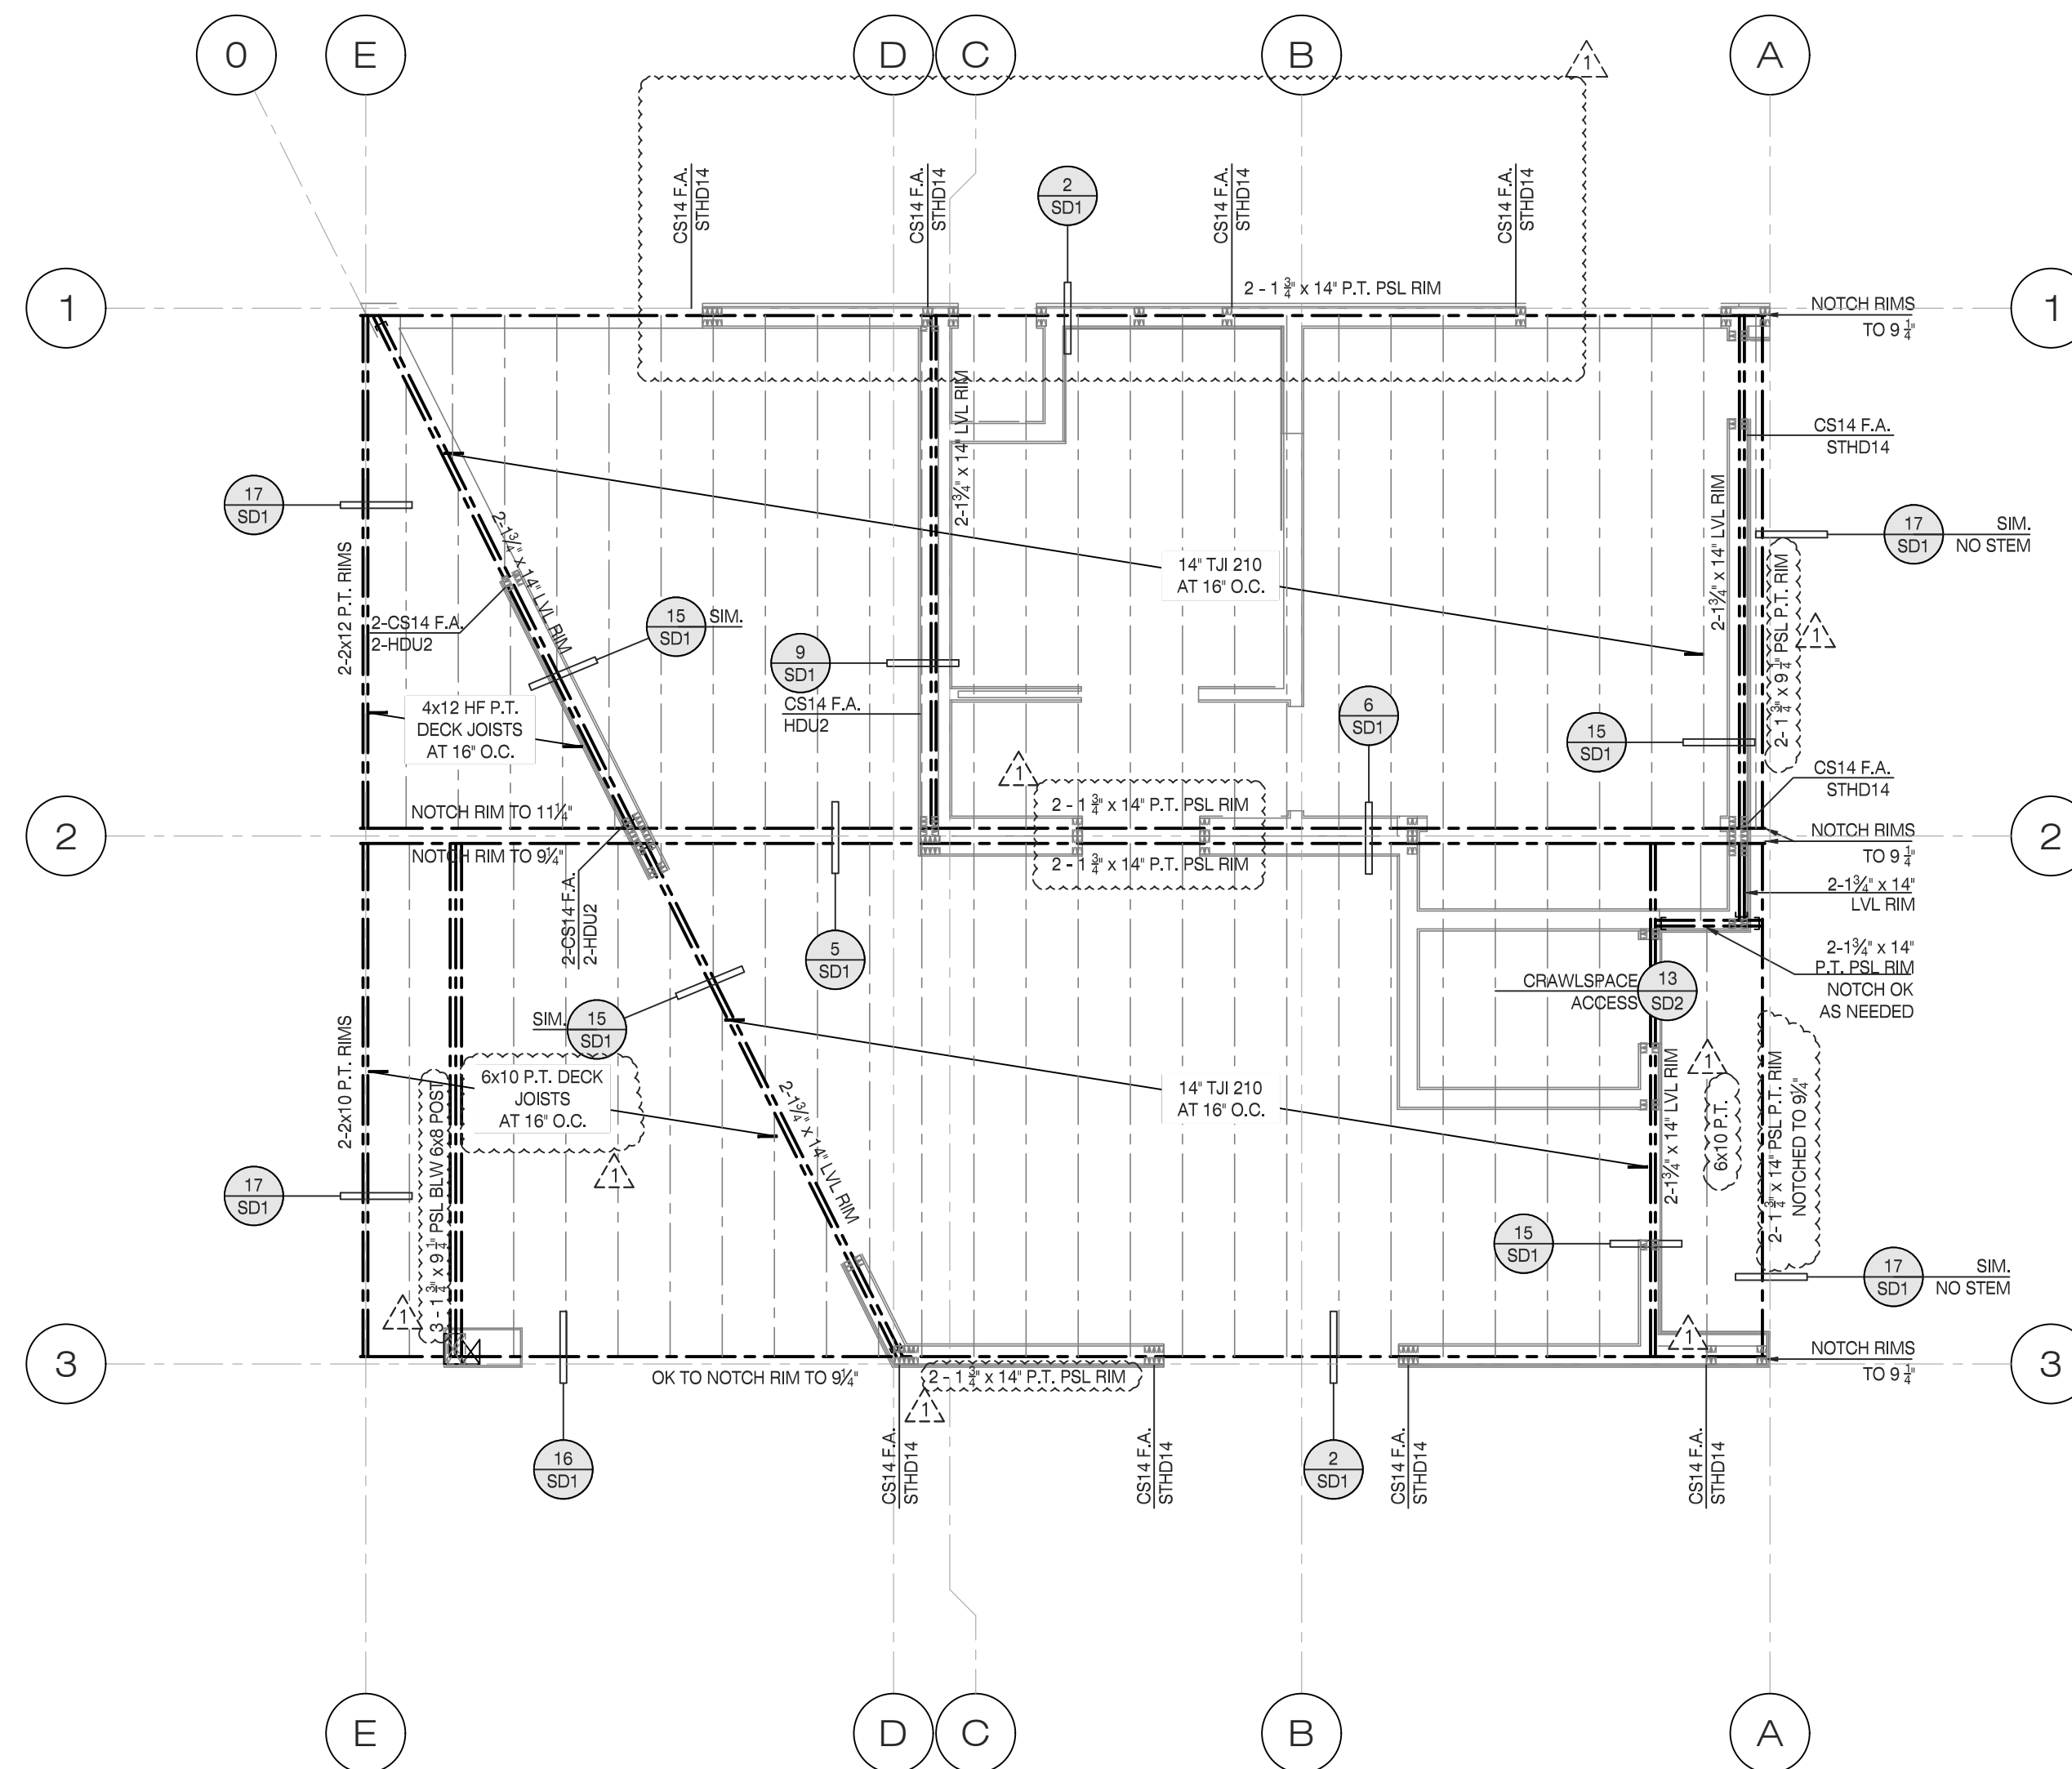 0
E
D
C
B
A
1
CS14 F.A.
STHD14
CS14 F.A.
STHD14
2
SD1
CS14 F.A.
STHD14
CS14 F.A.
STHD14
1
2 - 1 3/4" x 14" P.T. PSL RIM
NOTCH RIMS
TO 9 1/4"
1
CS14 F.A.
STHD14
2-1 3/4" x 14" LVL RIM
17
SD1
2-2x12 P.T. RIMS
2-CS14 F.A.
2-HDU2
2-1 3/4" x 14" LVL RIM
15
SD1
SIM.
9
SD1
CS14 F.A.
HDU2
14" TJI 210
AT 16" O.C.
2-1 3/4" x 14" LVL RIM
17
SD1
SIM.
NO STEM
2- 1 3/4" x 9 1/4" PSL P.T. RIM
1
4x12 HF P.T.
DECK JOISTS
AT 16" O.C.
6
SD1
15
SD1
CS14 F.A.
STHD14
1
2 - 1 3/4" x 14" P.T. PSL RIM
2 - 1 3/4" x 14" P.T. PSL RIM
NOTCH RIM TO 11 1/4"
NOTCH RIM TO 9 1/4"
2
NOTCH RIMS
TO 9 1/4"
2
2-1 3/4" x 14"
LVL RIM
2-CS14 F.A.
2-HDU2
5
SD1
2-1 3/4" x 14"
P.T. PSL RIM
NOTCH OK
AS NEEDED
CRAWLSPACE
ACCESS
13
SD2
SIM.
15
SD1
2-2x10 P.T. RIMS
3 - 1 3/4" x 9 1/4" PSL BLW 6x8 POST
1
6x10 P.T. DECK
JOISTS
AT 16" O.C.
1
2-1 3/4" x 14" LVL RIM
14" TJI 210
AT 16" O.C.
2-1 3/4" x 14" LVL RIM
1
6x10 P.T.
2- 1 3/4" x 14" PSL P.T. RIM
NOTCHED TO 9 1/4"
17
SD1
15
SD1
17
SD1
SIM.
NO STEM
1
3
OK TO NOTCH RIM TO 9 1/4"
2 - 1 3/4" x 14" P.T. PSL RIM
1
NOTCH RIMS
TO 9 1/4"
3
16
SD1
CS14 F.A.
STHD14
CS14 F.A.
STHD14
2
SD1
CS14 F.A.
STHD14
CS14 F.A.
STHD14
E
D
C
B
A